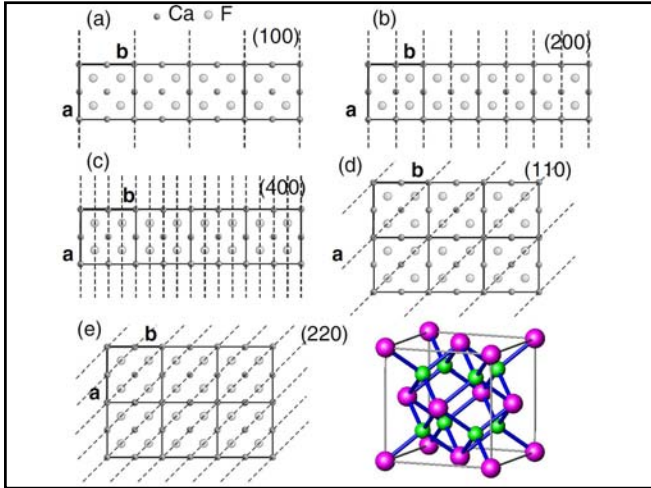 (a) Ca F
b (100)
a
(b)
b (200)
a
(c)
b (400)
a
(d)
b (110)
a
(e)
b (220)
a